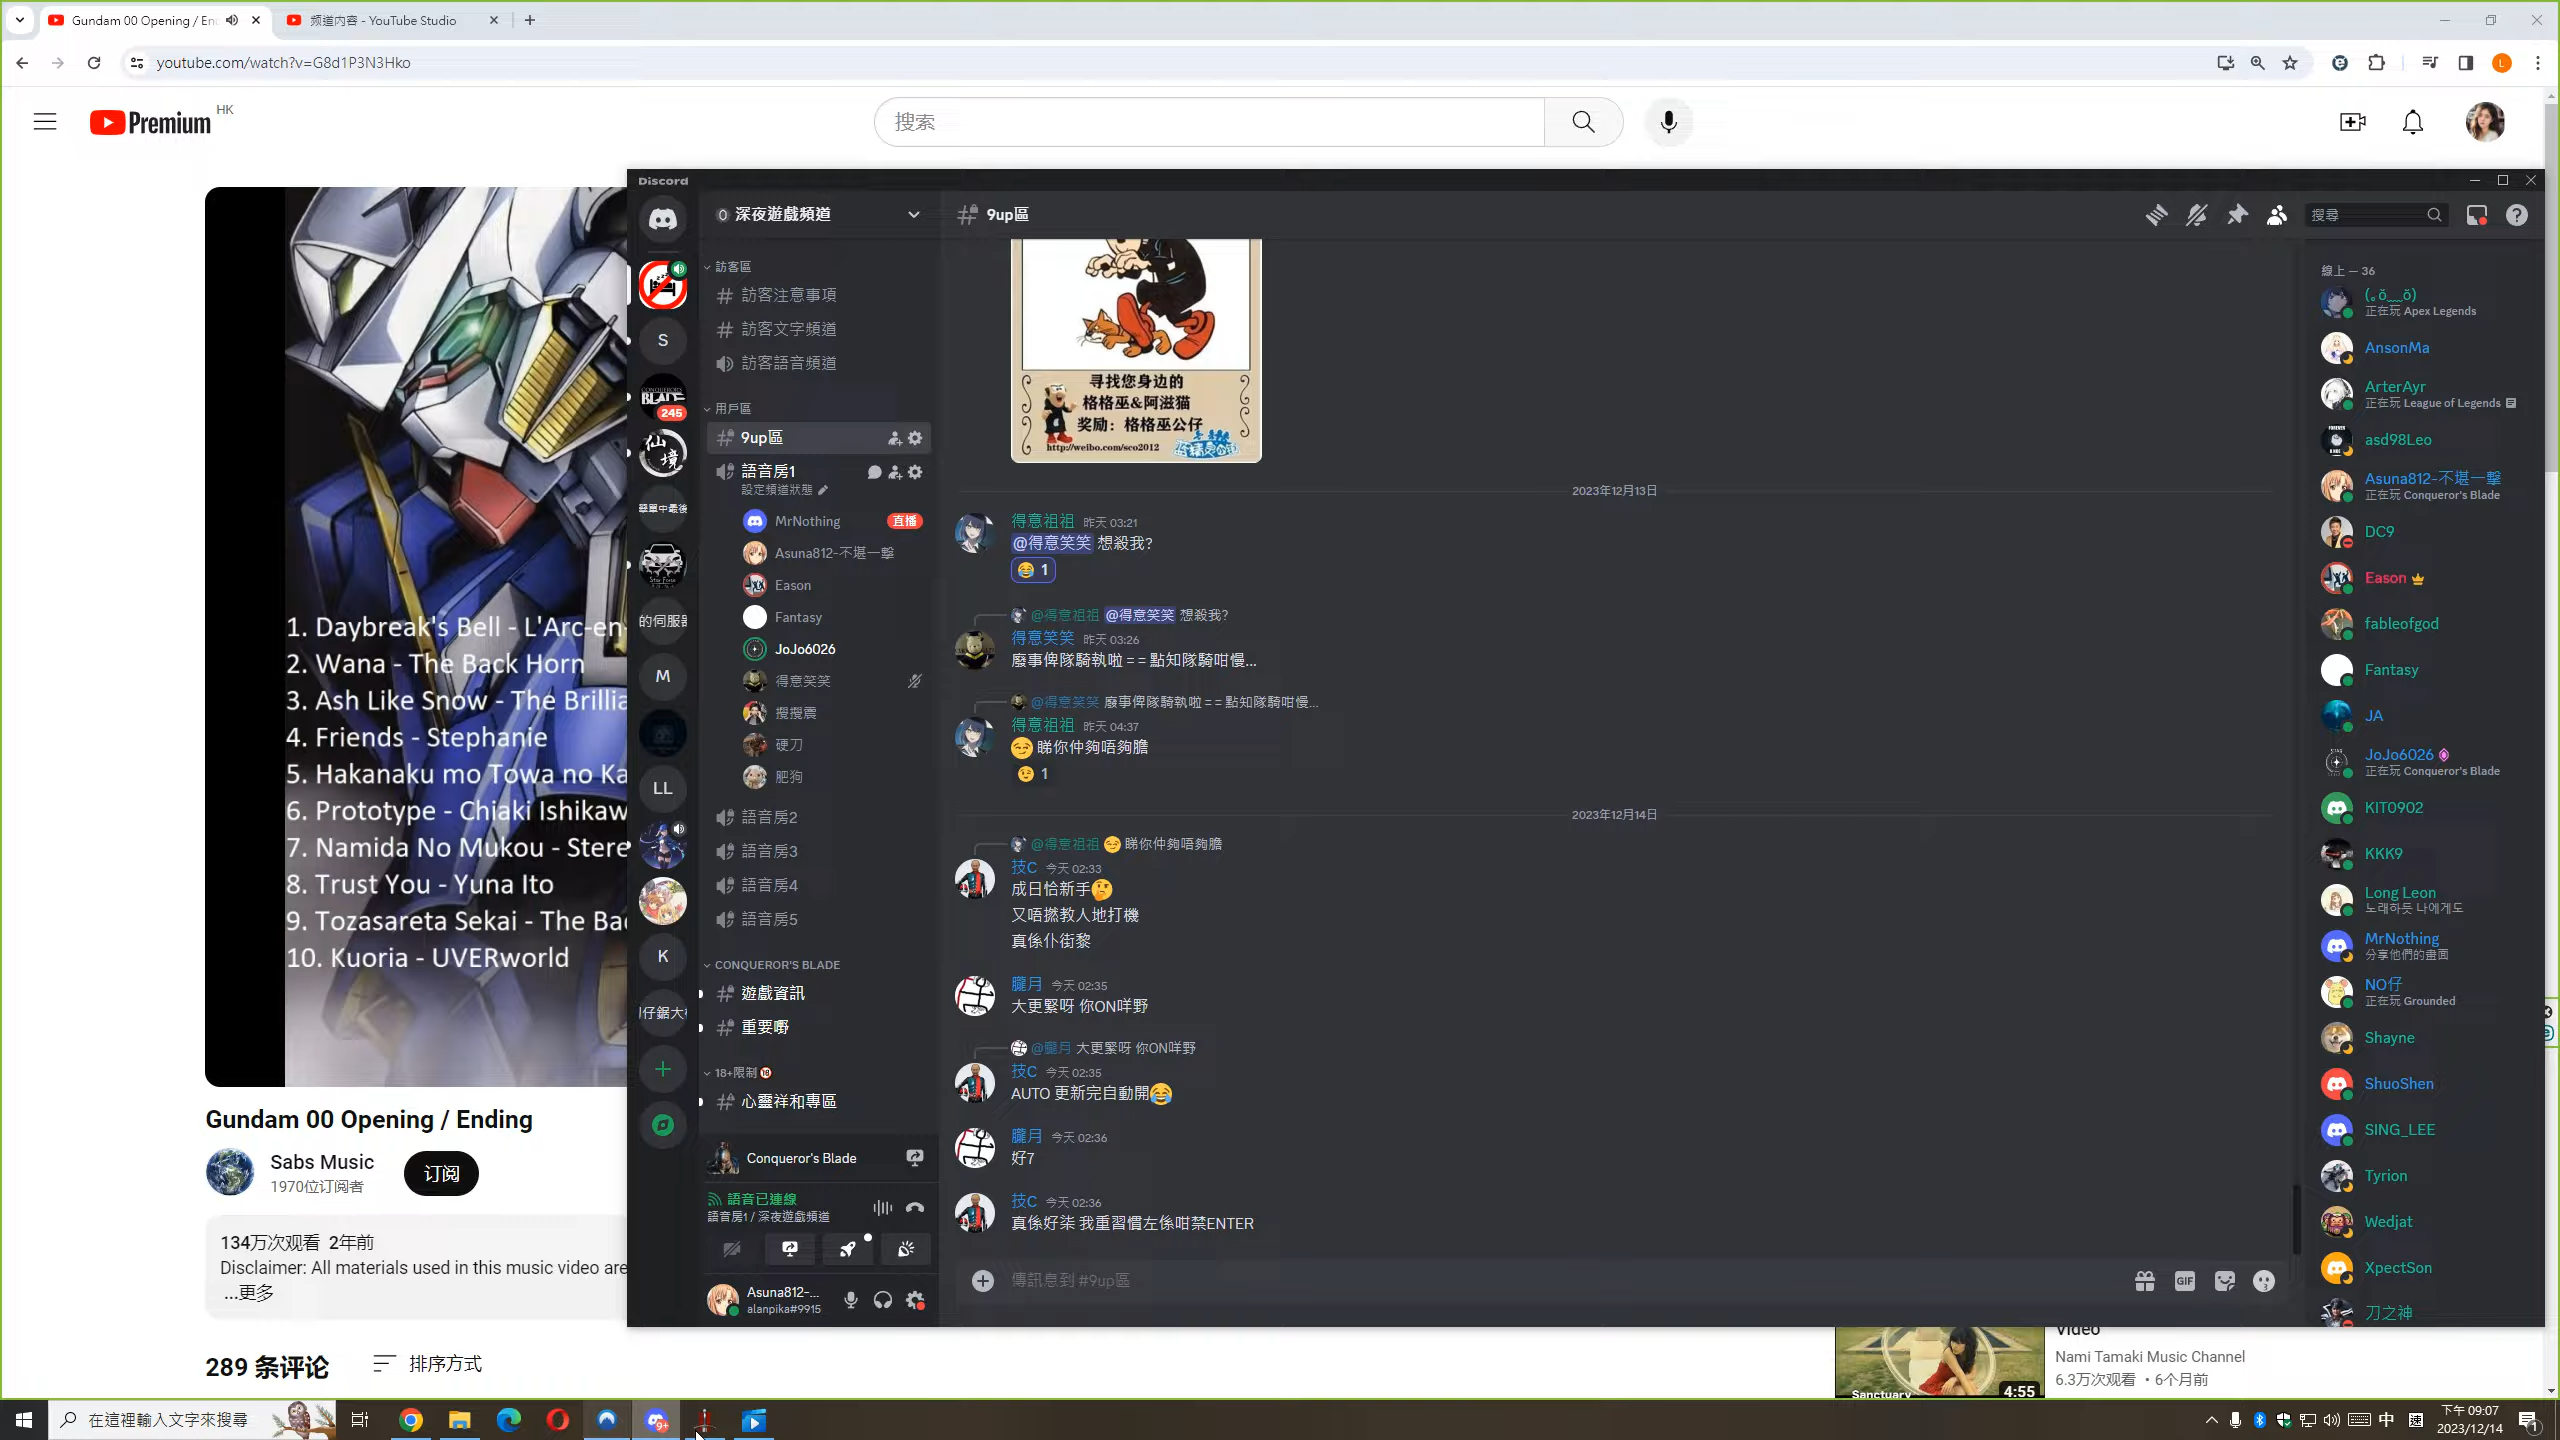 Gundam 00 Opening / En
频道内容 - YouTube Studio
youtube.com/watch?v=G8d1P3N3Hko
L
Premium HK
搜索
1. Daybreak's Bell - L'Arc-en-
2. Wana - The Back Horn
3. Ash Like Snow - The Brillia
4. Friends - Stephanie
5. Hakanaku mo Towa no Ka
6. Prototype - Chiaki Ishikaw
7. Namida No Mukou - Stere
8. Trust You - Yuna Ito
9. Tozasareta Sekai - The Ba
10. Kuoria - UVERworld
Gundam 00 Opening / Ending
Sabs Music
1970位订阅者
订阅
134万次观看 2年前
Disclaimer: All materials used in this music video are
...更多
289 条评论
排序方式
Discord
S
245
仙境
的伺服器
M
LL
K
深夜遊戲頻道
訪客區
訪客注意事項
訪客文字頻道
訪客語音頻道
用戶區
9up區
語音房1
設定頻道狀態
MrNothing 直播
Asuna812-不堪一擊
Eason
Fantasy
JoJo6026
得意笑笑
搜搜震
硬刀
肥狗
語音房2
語音房3
語音房4
語音房5
CONQUEROR'S BLADE
遊戲資訊
重要嘢
18+限制🔞
心靈祥和專區
Conqueror's Blade
語音已連線
語音房1 / 深夜遊戲頻道
Asuna812-...
alanpika#9915
9up區
搜尋
寻找您身边的
格格巫&阿滋猫
奖励：格格巫公仔
http://weibo.com/seo2012
2023年12月13日
得意祖祖 昨天 03:21
@得意笑笑 想殺我?
😂 1
@得意祖祖 @得意笑笑 想殺我?
得意笑笑 昨天 03:26
廢事俾隊騎執啦 = = 點知隊騎咁慢...
@得意笑笑 廢事俾隊騎執啦 = = 點知隊騎咁慢...
得意祖祖 昨天 04:37
😏 睇你仲夠唔夠膽
😉 1
2023年12月14日
@得意祖祖 😏 睇你仲夠唔夠膽
技C 今天 02:33
成日恰新手🤔
又唔撚教人地打機
真係仆街黎
朧月 今天 02:35
大更緊呀 你ON咩野
@朧月 大更緊呀 你ON咩野
技C 今天 02:35
AUTO 更新完自動開😂
朧月 今天 02:36
好7
技C 今天 02:36
真係好柒 我重習慣左係咁禁ENTER
傳訊息到 #9up區
GIF
線上 — 36
正在玩 Apex Legends
AnsonMa
ArterAyr
正在玩 League of Legends
asd98Leo
Asuna812-不堪一擊
正在玩 Conqueror's Blade
DC9
Eason
fableofgod
Fantasy
JA
JoJo6026
正在玩 Conqueror's Blade
KIT0902
KKK9
Long Leon
노래하듯 나에게도
MrNothing
分享他們的畫面
NO仔
正在玩 Grounded
Shayne
ShuoShen
SING_LEE
Tyrion
Wedjat
XpectSon
刀之神
Video
Nami Tamaki Music Channel
6.3万次观看 • 6个月前
Sanctuary
4:55
在這裡輸入文字來搜尋
9+
中
下午 09:07
2023/12/14
1